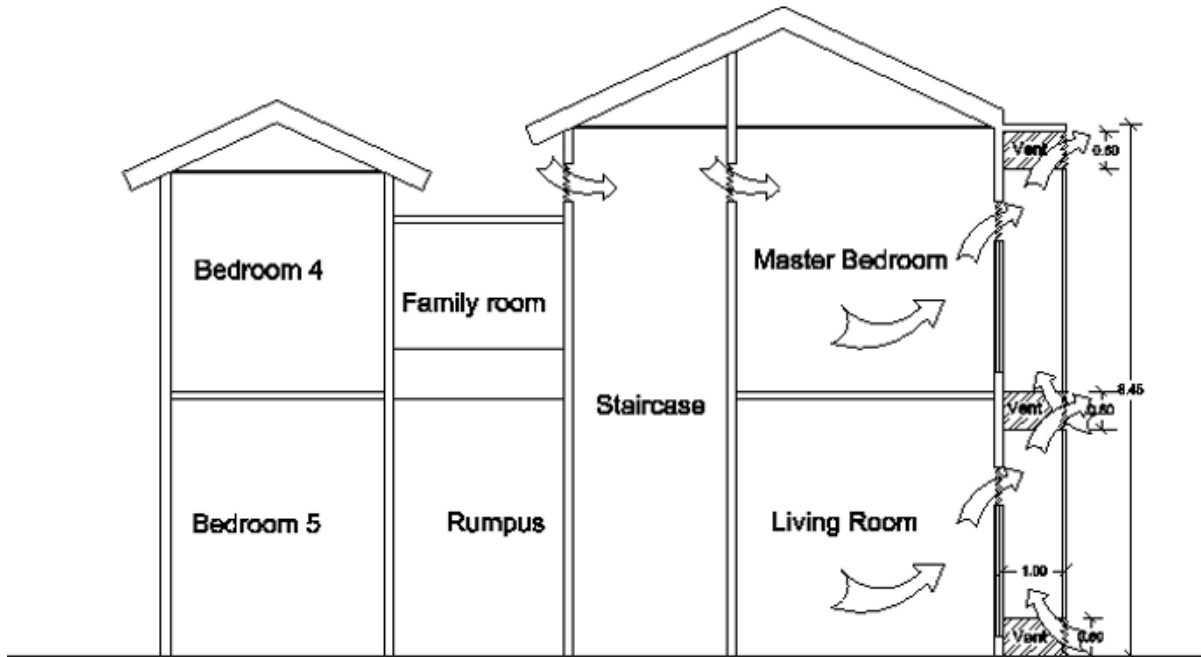 Vent
0.60
Bedroom 4
Master Bedroom
Family room
8.45
Staircase
Vent
0.60
Bedroom 5
Rumpus
Living Room
1.00
Vent
0.60